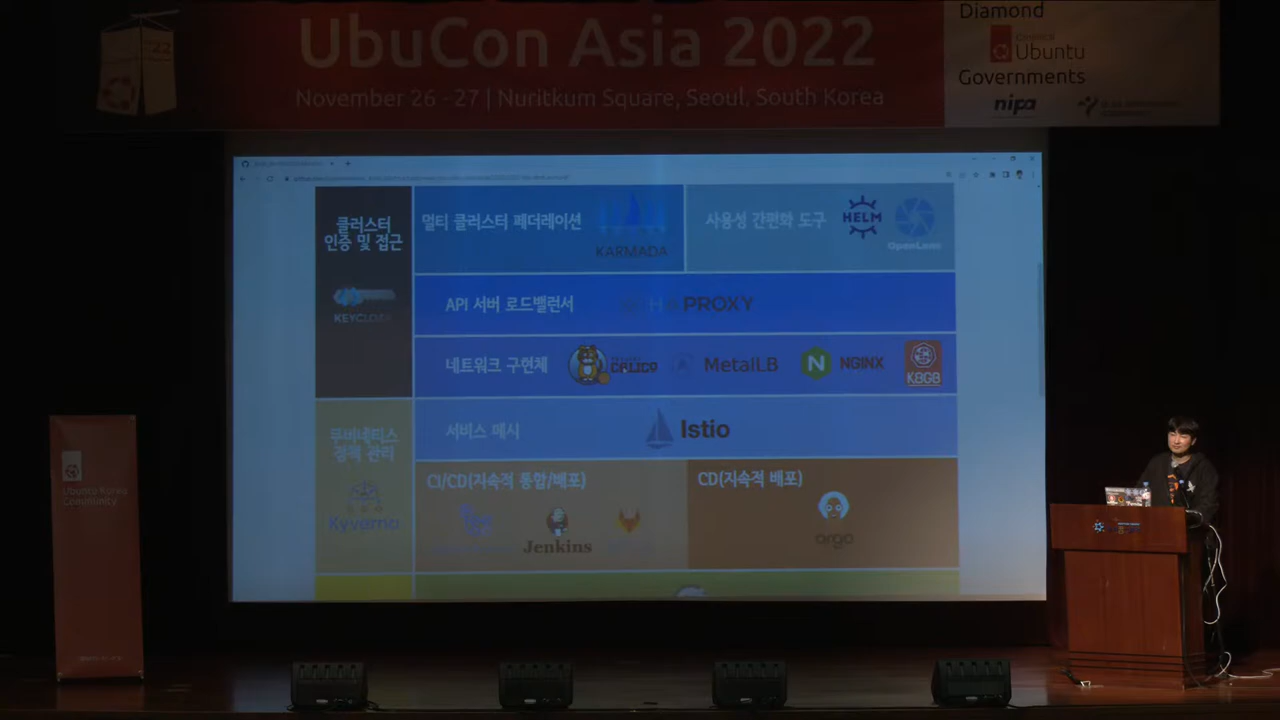 UbuCon Asia 2022
November 26 -27 | Nuritkum Square, Seoul, South Korea
Diamond
Ubuntu
Governments
nipa
클러스터
인증 및 접근
KEYCLOAK
멀티 클러스터 페더레이션
KARMADA
사용성 간편화 도구
HELM
OpenLens
API 서버 로드밸런서
HAPROXY
네트워크 구현체
CALICO
MetalLB
NGINX
K8GB
쿠버네티스
정책 관리
Kyverno
서비스 메시
Istio
CI/CD(지속적 통합/배포)
Jenkins
CD(지속적 배포)
argo
Ubuntu Korea
Community